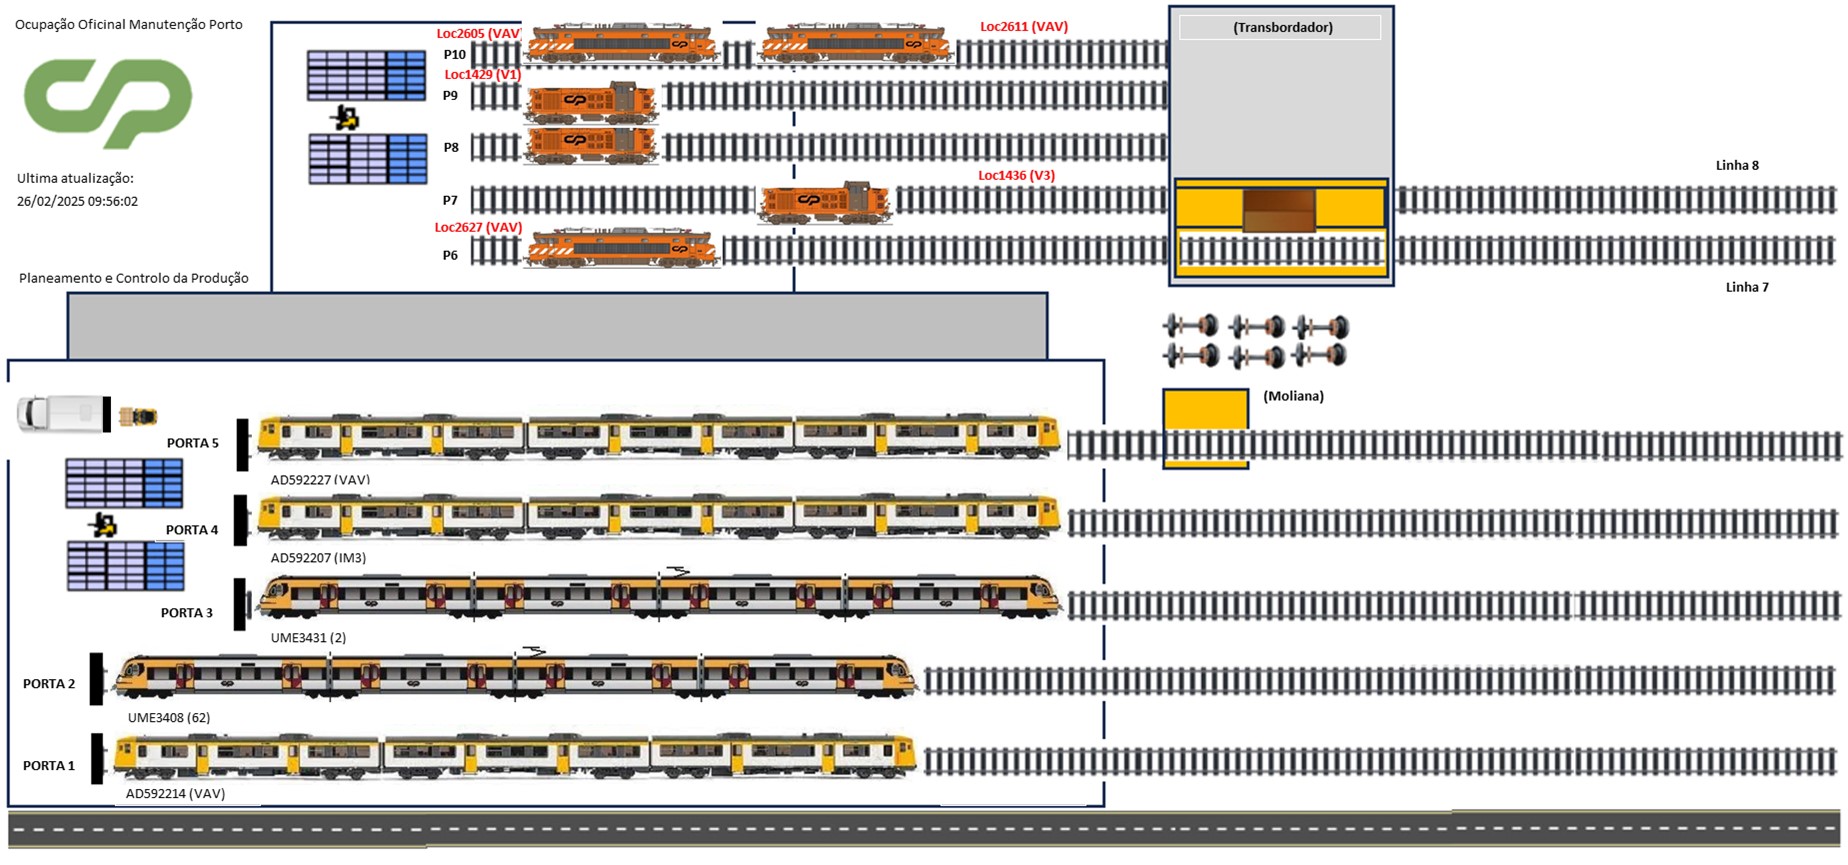 Ocupação Oficinal Manutenção Porto
CP
Ultima atualização:
26/02/2025 09:56:02
Planeamento e Controlo da Produção
Loc2605 (VAV)
Loc2611 (VAV)
P10
Loc1429 (V1)
P9
P8
Loc1436 (V3)
P7
Loc2627 (VAV)
P6
(Transbordador)
Linha 8
Linha 7
(Moliana)
PORTA 5
AD592227 (VAV)
PORTA 4
AD592207 (IM3)
PORTA 3
UME3431 (2)
PORTA 2
UME3408 (62)
PORTA 1
AD592214 (VAV)